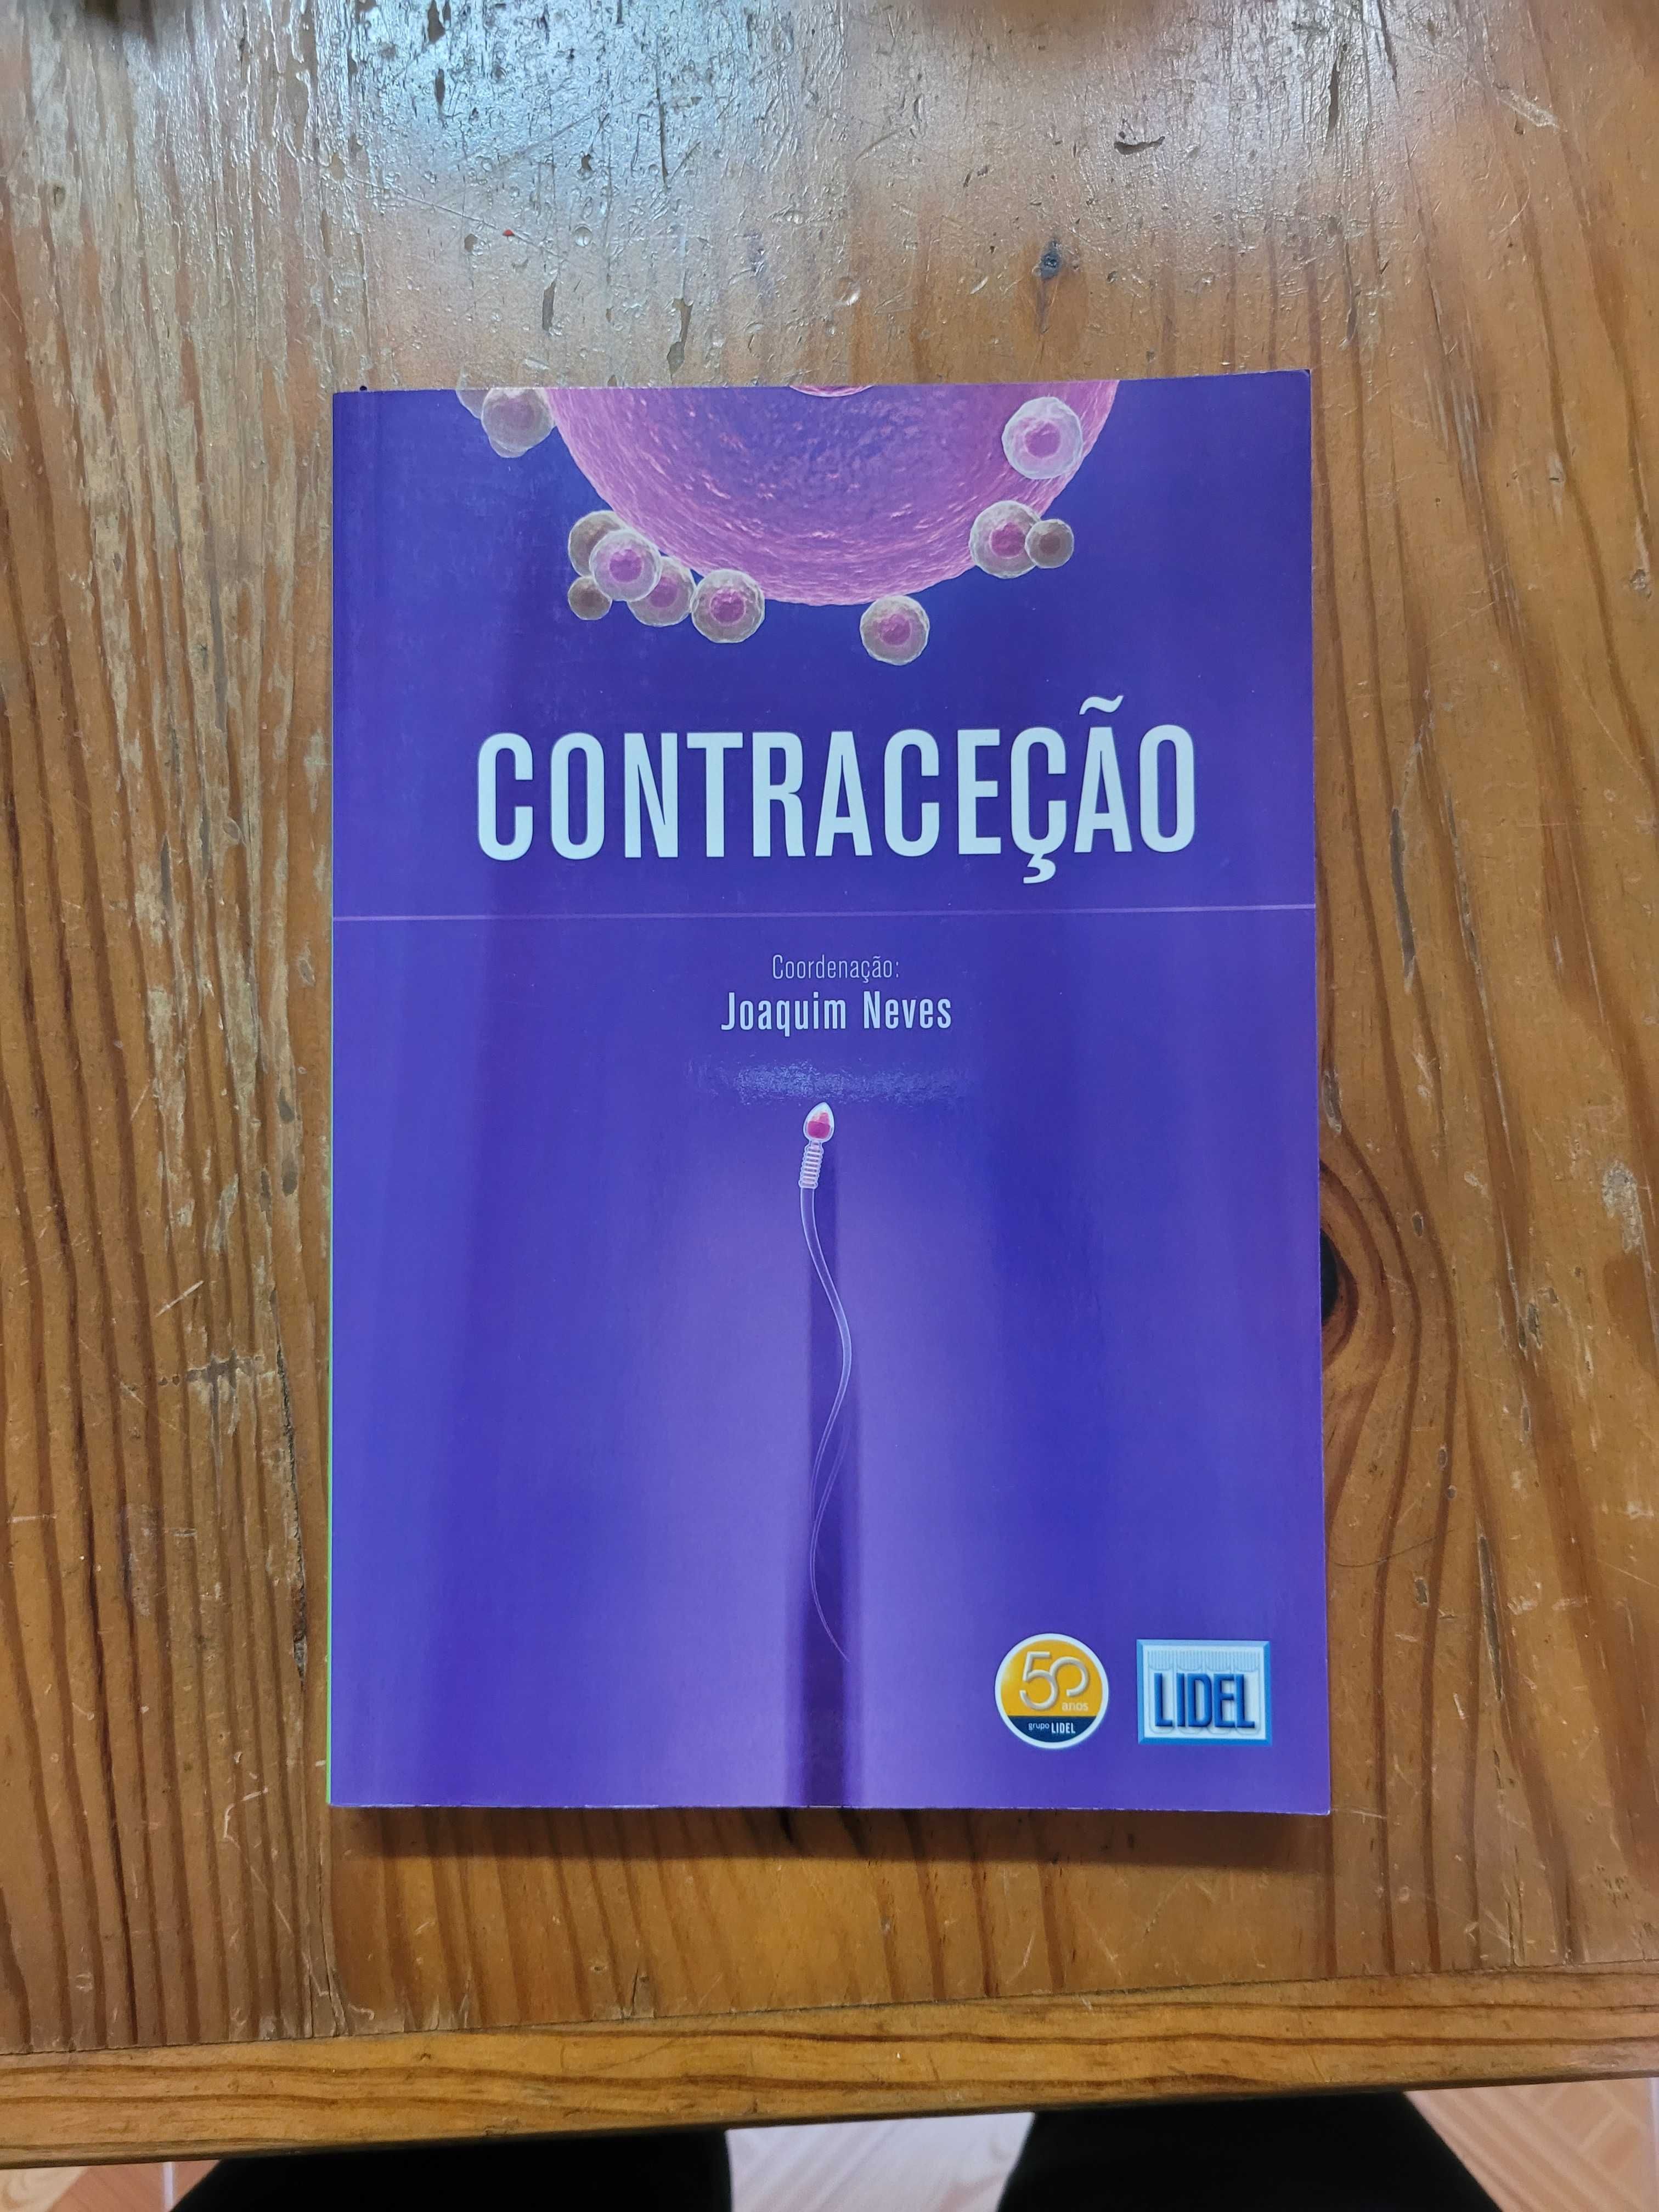 CONTRACEÇÃO
Coordenação:
Joaquim Neves
50
anos
grupo LIDEL
LIDEL